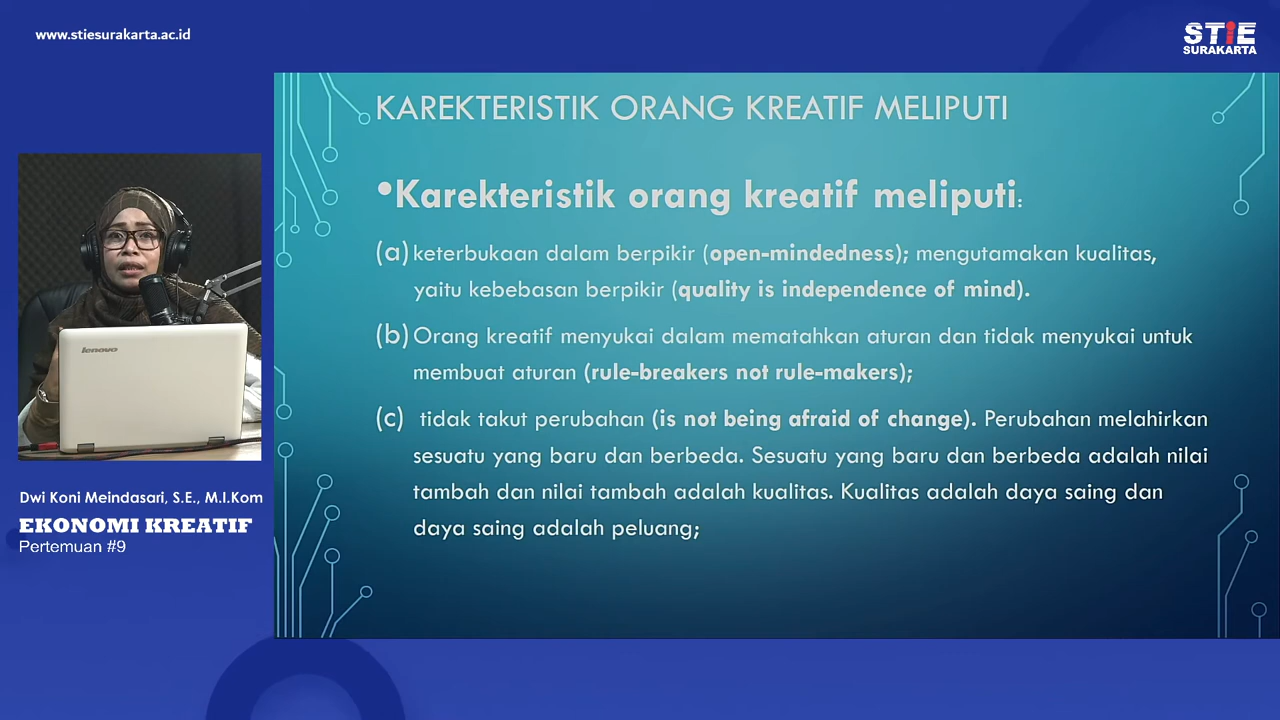 www.stiesurakarta.ac.id
STIE
SURAKARTA
KAREKTERISTIK ORANG KREATIF MELIPUTI
•Karekteristik orang kreatif meliputi:
(a) keterbukaan dalam berpikir (open-mindedness); mengutamakan kualitas,
yaitu kebebasan berpikir (quality is independence of mind).
(b) Orang kreatif menyukai dalam mematahkan aturan dan tidak menyukai untuk
membuat aturan (rule-breakers not rule-makers);
(c) tidak takut perubahan (is not being afraid of change). Perubahan melahirkan
sesuatu yang baru dan berbeda. Sesuatu yang baru dan berbeda adalah nilai
tambah dan nilai tambah adalah kualitas. Kualitas adalah daya saing dan
daya saing adalah peluang;
lenovo
Dwi Koni Meindasari, S.E., M.I.Kom
EKONOMI KREATIF
Pertemuan #9